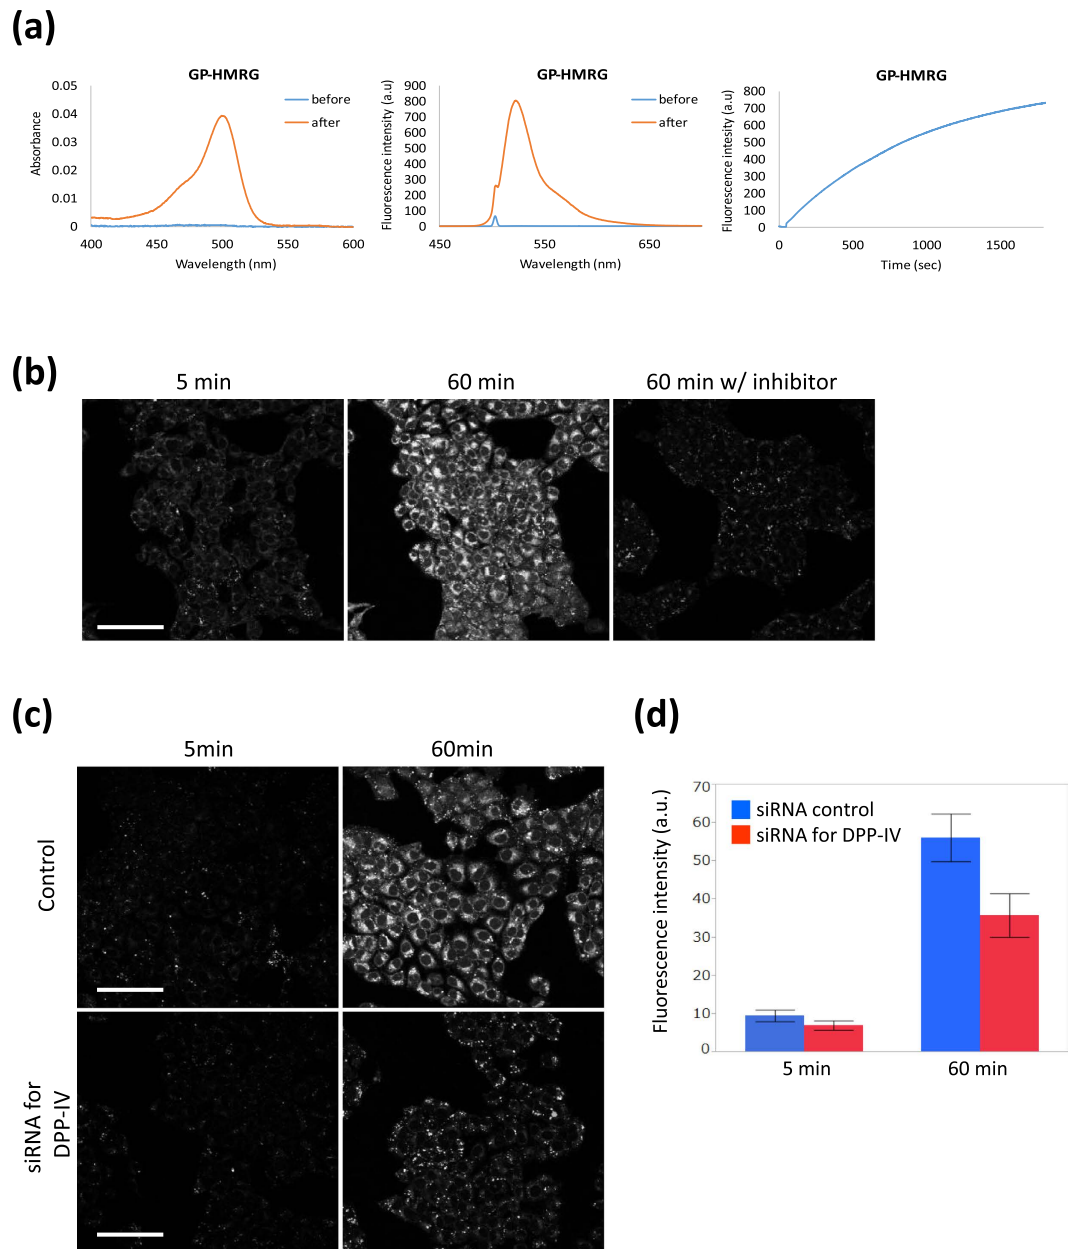 (a)
GP-HMRG
0.05
0.04
0.03
0.02
0.01
0
400
450
500
550
600
Absorbance
Wavelength (nm)
before
after
GP-HMRG
900
800
700
600
500
400
300
200
100
0
450
550
650
Fluorescence intensity (a.u)
Wavelength (nm)
before
after
GP-HMRG
800
700
600
500
400
300
200
100
0
0
500
1000
1500
Fluorescence intesity (a.u)
Time (sec)
(b)
5 min
60 min
60 min w/ inhibitor
(c)
5min
60min
Control
siRNA for
DPP-IV
(d)
70
60
50
40
30
20
10
0
Fluorescence intensity (a.u.)
siRNA control
siRNA for DPP-IV
5 min
60 min